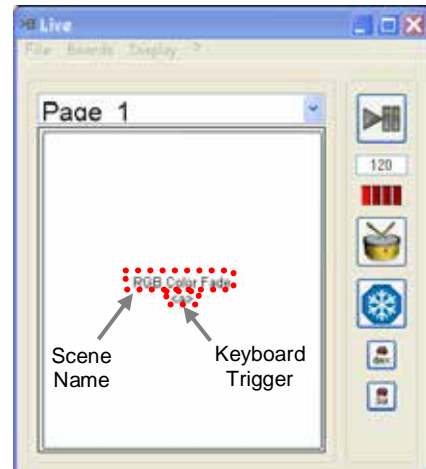 Live
File Boards Display ?
Page 1
120
RGB Color Fade
<a>
Scene
Name
Keyboard
Trigger